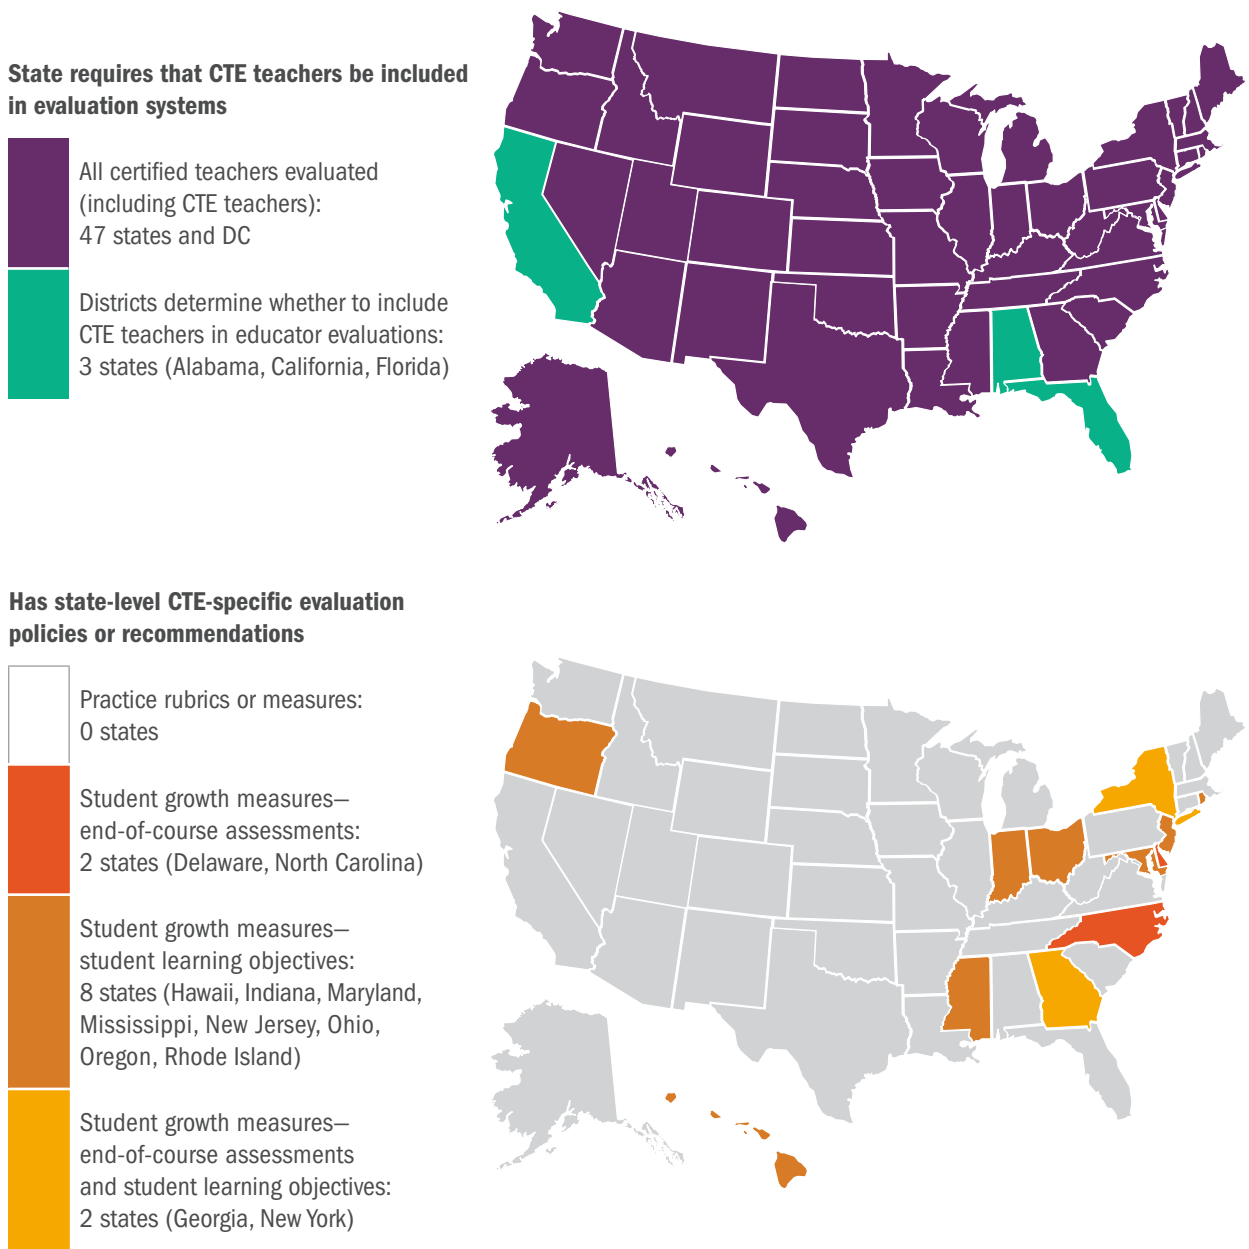 State requires that CTE teachers be included
in evaluation systems
All certified teachers evaluated
(including CTE teachers):
47 states and DC
Districts determine whether to include
CTE teachers in educator evaluations:
3 states (Alabama, California, Florida)
Has state-level CTE-specific evaluation
policies or recommendations
Practice rubrics or measures:
0 states
Student growth measures—
end-of-course assessments:
2 states (Delaware, North Carolina)
Student growth measures—
student learning objectives:
8 states (Hawaii, Indiana, Maryland,
Mississippi, New Jersey, Ohio,
Oregon, Rhode Island)
Student growth measures—
end-of-course assessments
and student learning objectives:
2 states (Georgia, New York)